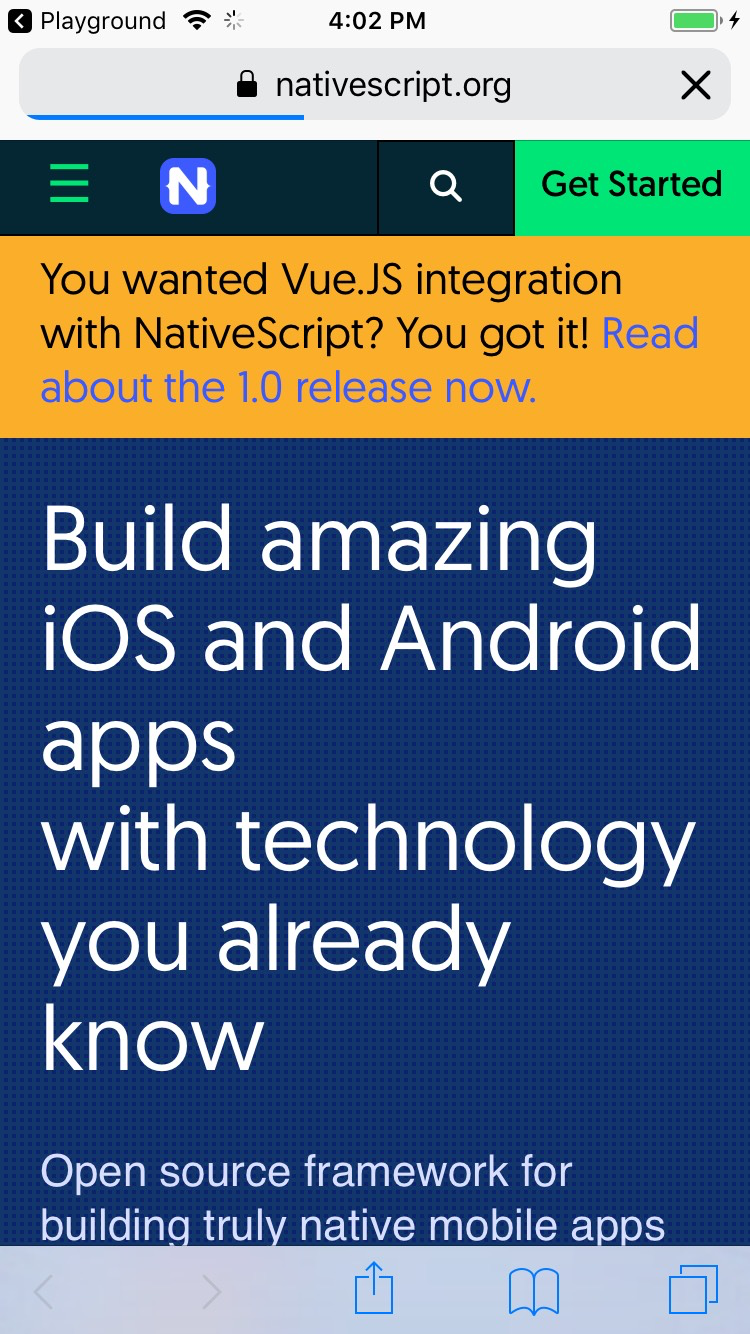 Playground 4:02 PM
nativescript.org
N Get Started
You wanted Vue.JS integration
with NativeScript? You got it! Read
about the 1.0 release now.
Build amazing
iOS and Android
apps
with technology
you already
know
Open source framework for
building truly native mobile apps